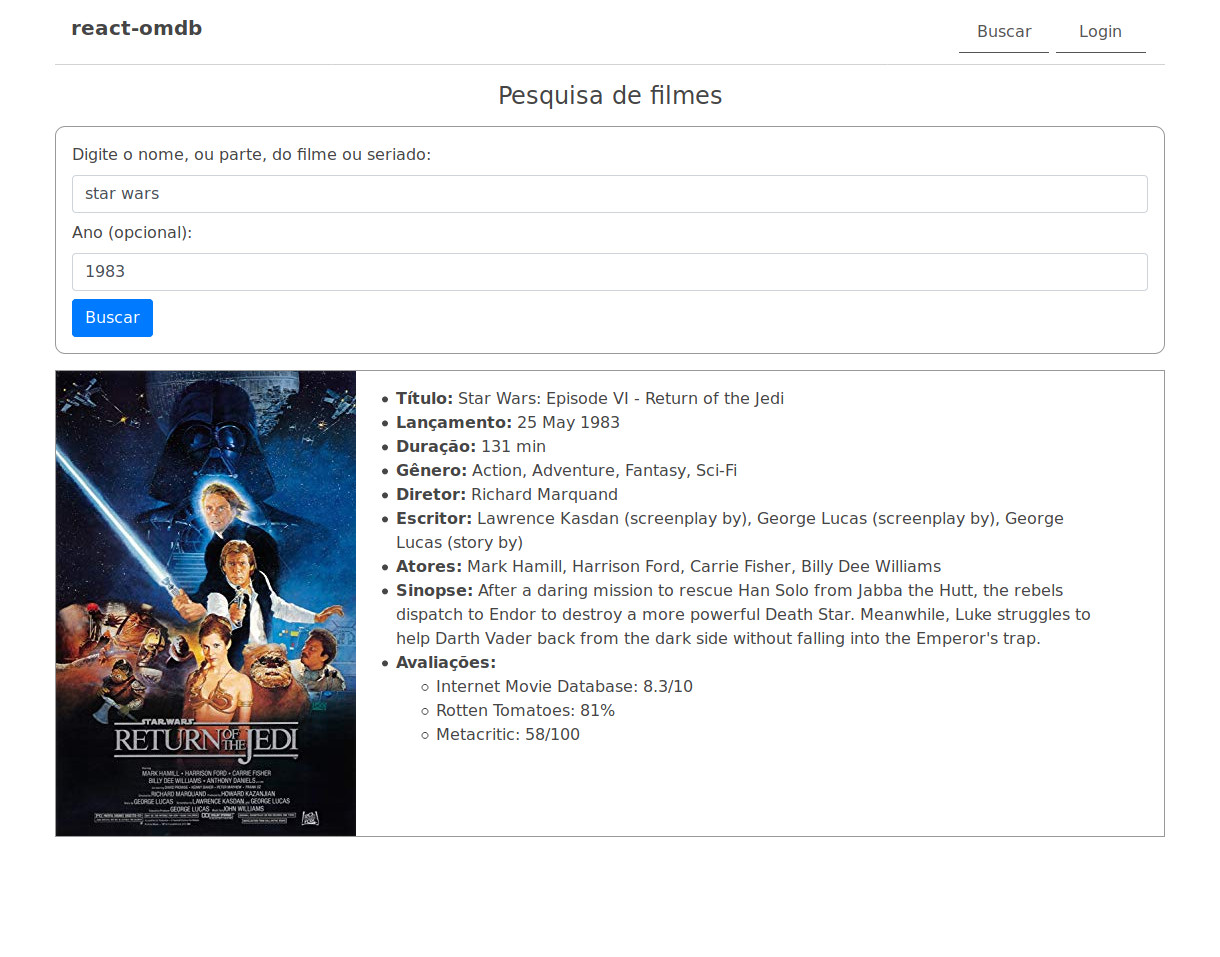 react-omdb
Buscar
Login
Pesquisa de filmes
Digite o nome, ou parte, do filme ou seriado:
star wars
Ano (opcional):
1983
Buscar
Título: Star Wars: Episode VI - Return of the Jedi
Lançamento: 25 May 1983
Duração: 131 min
Gênero: Action, Adventure, Fantasy, Sci-Fi
Diretor: Richard Marquand
Escritor: Lawrence Kasdan (screenplay by), George Lucas (screenplay by), George
Lucas (story by)
Atores: Mark Hamill, Harrison Ford, Carrie Fisher, Billy Dee Williams
Sinopse: After a daring mission to rescue Han Solo from Jabba the Hutt, the rebels
dispatch to Endor to destroy a more powerful Death Star. Meanwhile, Luke struggles to
help Darth Vader back from the dark side without falling into the Emperor's trap.
Avaliações:
Internet Movie Database: 8.3/10
Rotten Tomatoes: 81%
Metacritic: 58/100
STAR WARS
RETURN OF THE JEDI
MARK HAMILL • HARRISON FORD • CARRIE FISHER
BILLY DEE WILLIAMS • ANTHONY DANIELS
RICHARD MARQUAND HOWARD KAZANJIAN
GEORGE LUCAS LAWRENCE KASDAN GEORGE LUCAS
GEORGE LUCAS JOHN WILLIAMS